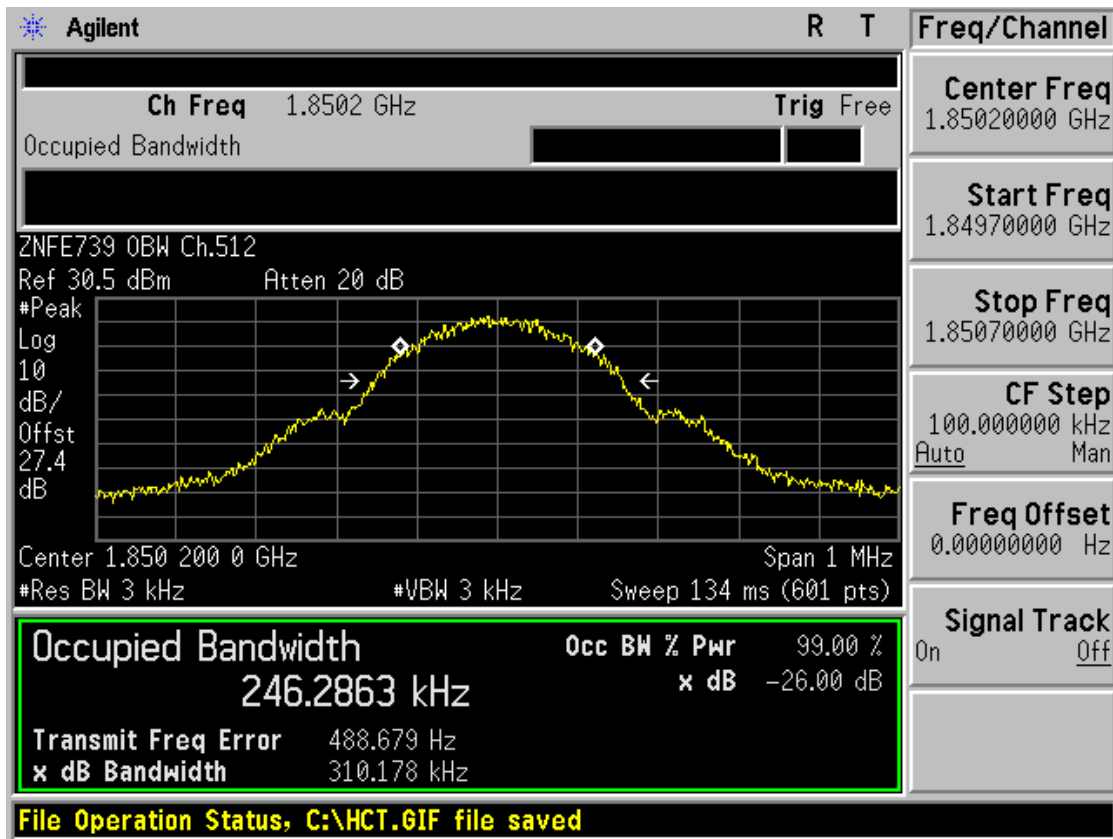 Agilent R T
Freq/Channel
Ch Freq 1.8502 GHz Trig Free
Occupied Bandwidth
Center Freq
1.85020000 GHz
Start Freq
1.84970000 GHz
Stop Freq
1.85070000 GHz
CF Step
100.000000 kHz
Auto Man
Freq Offset
0.00000000 Hz
Signal Track
On Off
ZNFE739 OBW Ch.512
Ref 30.5 dBm Atten 20 dB
#Peak
Log
10
dB/
Offst
27.4
dB
Center 1.850 200 0 GHz Span 1 MHz
#Res BW 3 kHz #VBW 3 kHz Sweep 134 ms (601 pts)
Occupied Bandwidth Occ BW % Pwr 99.00 %
246.2863 kHz x dB -26.00 dB
Transmit Freq Error 488.679 Hz
x dB Bandwidth 310.178 kHz
File Operation Status, C:\HCT.GIF file saved